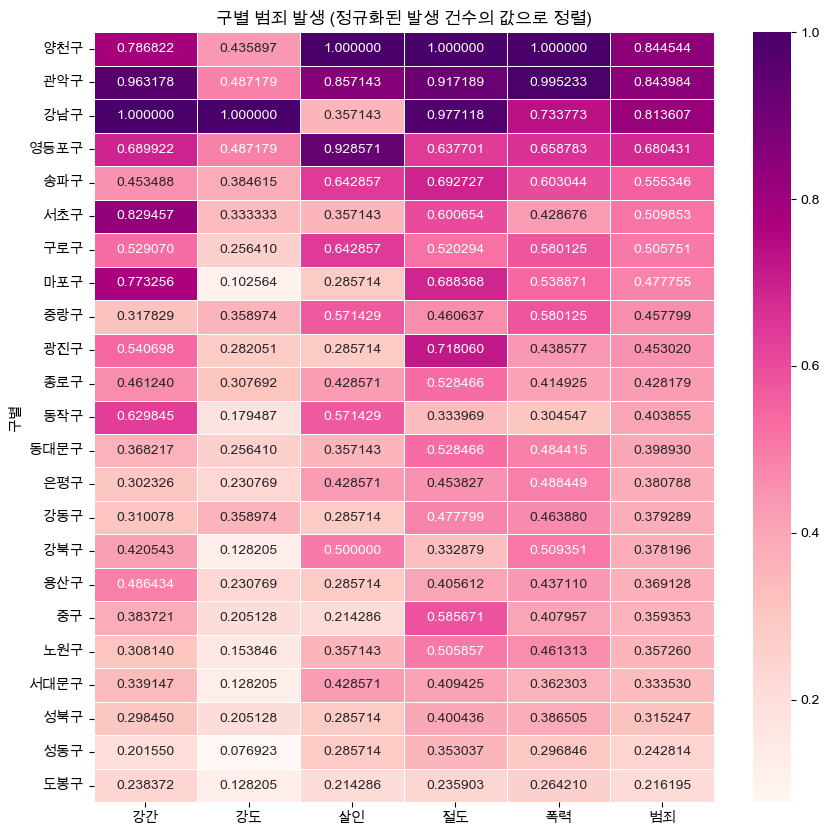 구별 범죄 발생 (정규화된 발생 건수의 값으로 정렬)
양천구 0.786822 0.435897 1.000000 1.000000 1.000000 0.844544
관악구 0.963178 0.487179 0.857143 0.917189 0.995233 0.843984
강남구 1.000000 1.000000 0.357143 0.977118 0.733773 0.813607
영등포구 0.689922 0.487179 0.928571 0.637701 0.658783 0.680431
송파구 0.453488 0.384615 0.642857 0.692727 0.603044 0.555346
서초구 0.829457 0.333333 0.357143 0.600654 0.428676 0.509853
구로구 0.529070 0.256410 0.642857 0.520294 0.580125 0.505751
마포구 0.773256 0.102564 0.285714 0.688368 0.538871 0.477755
중랑구 0.317829 0.358974 0.571429 0.460637 0.580125 0.457799
광진구 0.540698 0.282051 0.285714 0.718060 0.438577 0.453020
종로구 0.461240 0.307692 0.428571 0.528466 0.414925 0.428179
동작구 0.629845 0.179487 0.571429 0.333969 0.304547 0.403855
동대문구 0.368217 0.256410 0.357143 0.528466 0.484415 0.398930
은평구 0.302326 0.230769 0.428571 0.453827 0.488449 0.380788
강동구 0.310078 0.358974 0.285714 0.477799 0.463880 0.379289
강북구 0.420543 0.128205 0.500000 0.332879 0.509351 0.378196
용산구 0.486434 0.230769 0.285714 0.405612 0.437110 0.369128
중구 0.383721 0.205128 0.214286 0.585671 0.407957 0.359353
노원구 0.308140 0.153846 0.357143 0.505857 0.461313 0.357260
서대문구 0.339147 0.128205 0.428571 0.409425 0.362303 0.333530
성북구 0.298450 0.205128 0.285714 0.400436 0.386505 0.315247
성동구 0.201550 0.076923 0.285714 0.353037 0.296846 0.242814
도봉구 0.238372 0.128205 0.214286 0.235903 0.264210 0.216195
강간 강도 살인 절도 폭력 범죄
구별
1.0
0.8
0.6
0.4
0.2